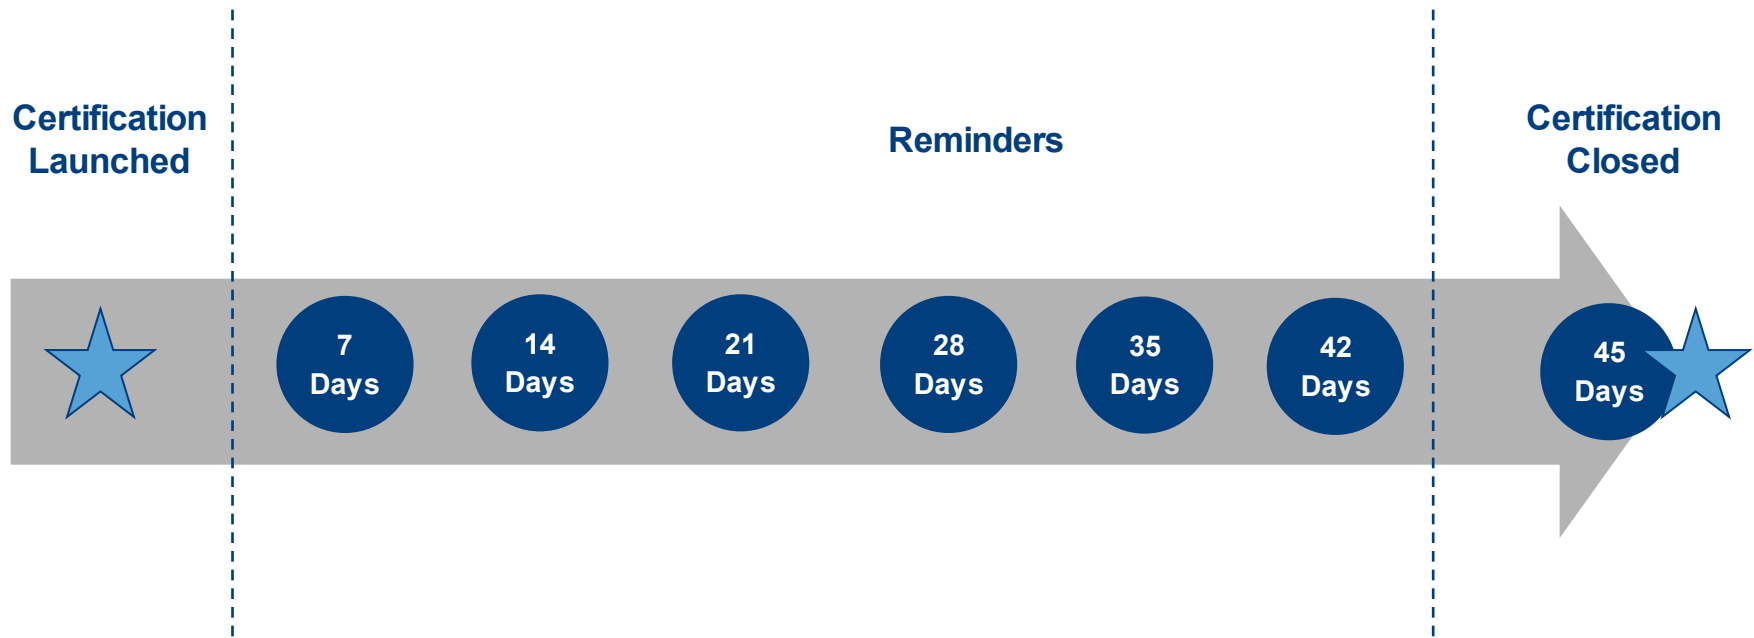 Certification
Launched
Reminders
Certification
Closed
7
Days
14
Days
21
Days
28
Days
35
Days
42
Days
45
Days